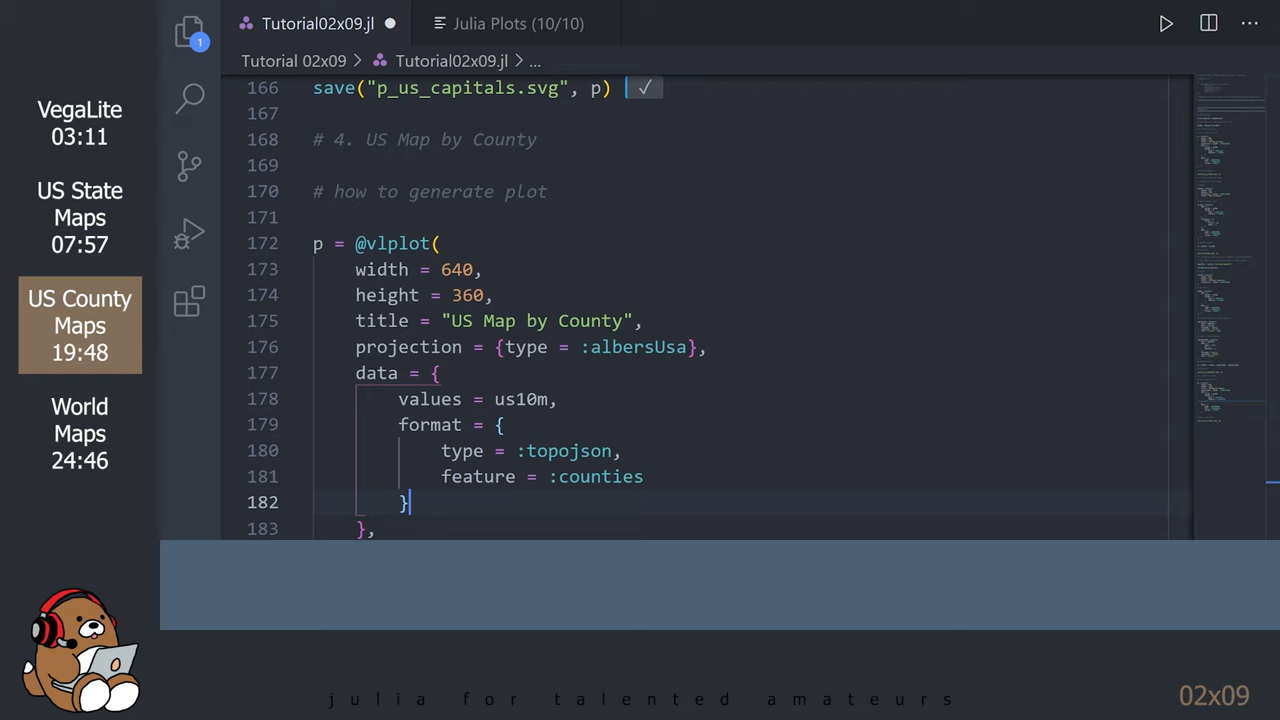 VegaLite
03:11
US State
Maps
07:57
US County
Maps
19:48
World
Maps
24:46
1
Tutorial02x09.jl
Julia Plots (10/10)
Tutorial 02x09 > Tutorial02x09.jl > ...
166 save("p_us_capitals.svg", p) ✓
167
168 # 4. US Map by County
169
170 # how to generate plot
171
172 p = @vlplot(
173 width = 640,
174 height = 360,
175 title = "US Map by County",
176 projection = {type = :albersUsa},
177 data = {
178 values = us10m,
179 format = {
180 type = :topojson,
181 feature = :counties
182 }
183 },
julia for talented amateurs
02x09